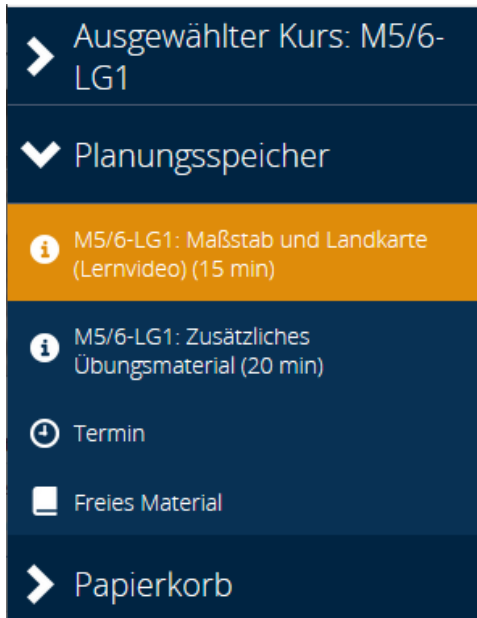 Ausgewählter Kurs: M5/6-
LG1
Planungsspeicher
M5/6-LG1: Maßstab und Landkarte
(Lernvideo) (15 min)
M5/6-LG1: Zusätzliches
Übungsmaterial (20 min)
Termin
Freies Material
Papierkorb